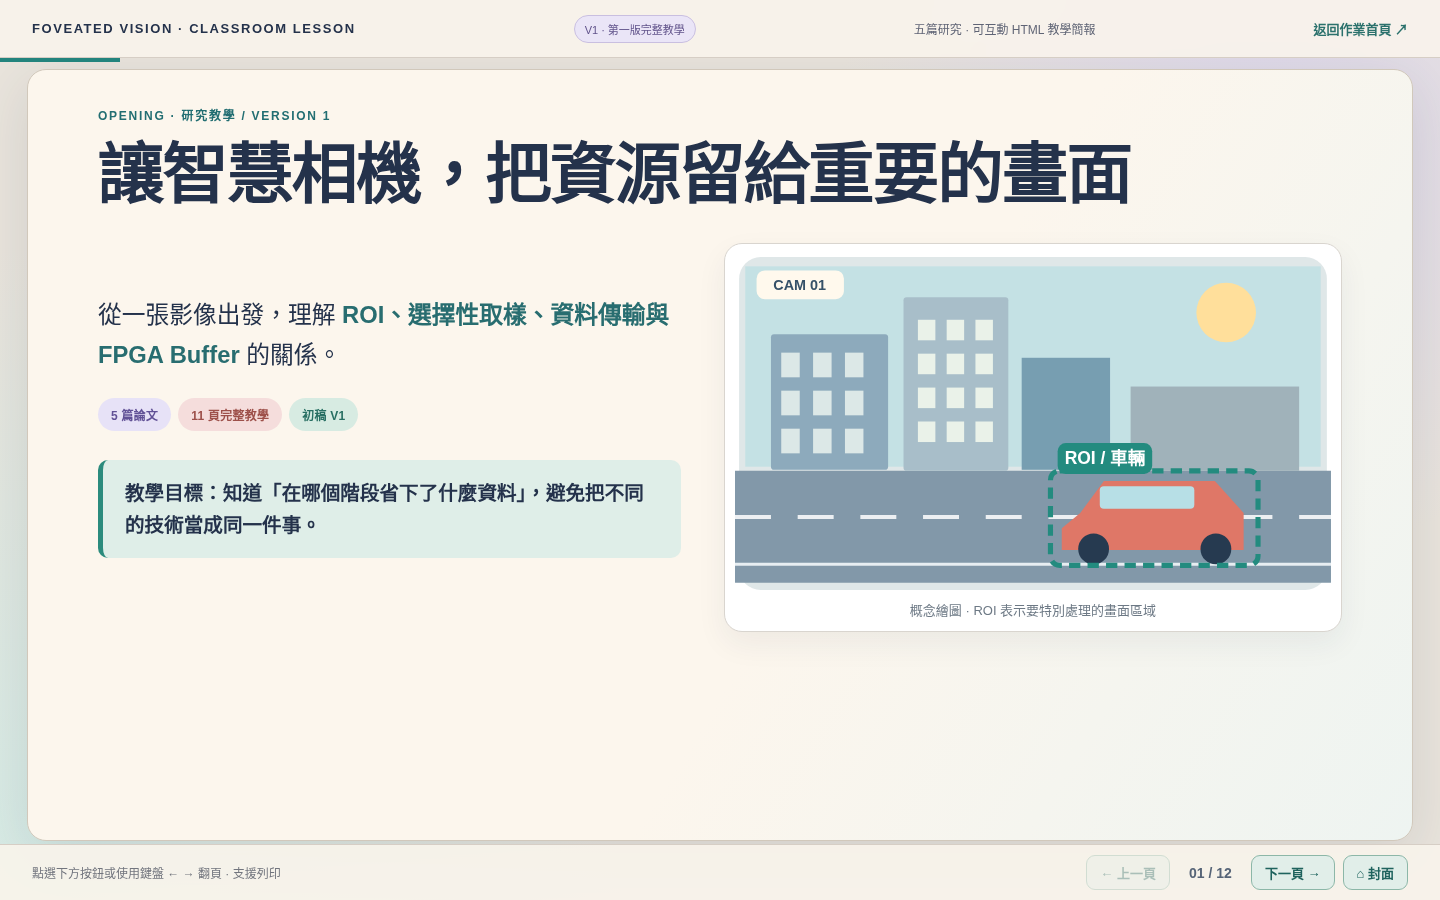 FOVEATED VISION · CLASSROOM LESSON
V1 · 第一版完整教學
五篇研究 · 可互動 HTML 教學簡報
返回作業首頁 ↗
OPENING · 研究教學 / VERSION 1
讓智慧相機，把資源留給重要的畫面
從一張影像出發，理解 ROI、選擇性取樣、資料傳輸與
FPGA Buffer 的關係。
5 篇論文
11 頁完整教學
初稿 V1
教學目標：知道「在哪個階段省下了什麼資料」，避免把不同
的技術當成同一件事。
CAM 01
ROI / 車輛
概念繪圖 · ROI 表示要特別處理的畫面區域
點選下方按鈕或使用鍵盤 ← → 翻頁 · 支援列印
← 上一頁
01 / 12
下一頁 →
⌂ 封面